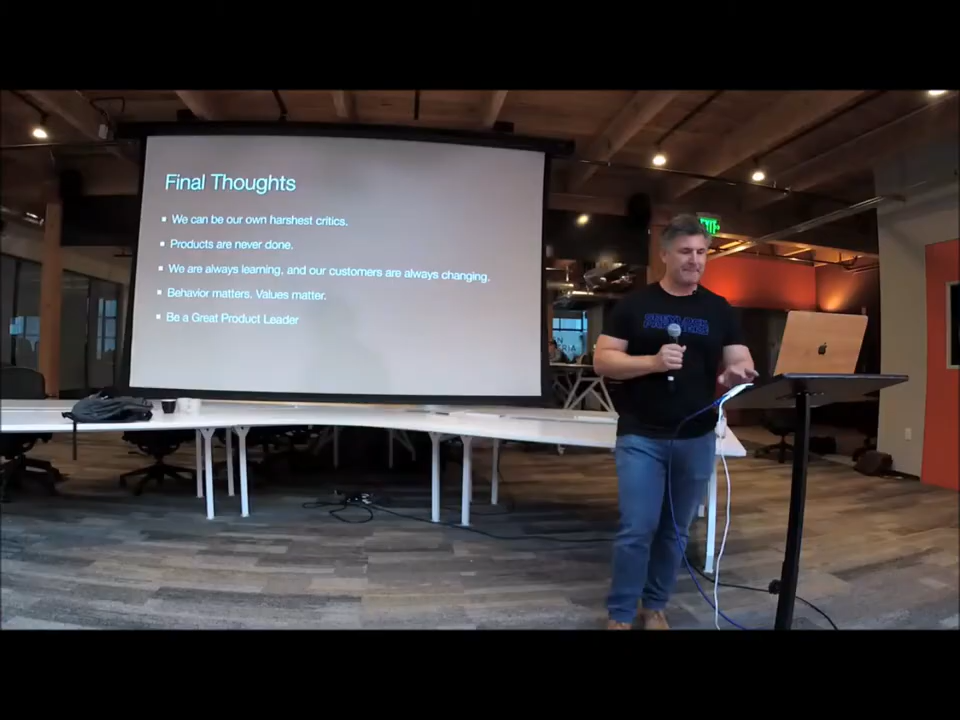 Final Thoughts
▪ We can be our own harshest critics.
▪ Products are never done.
▪ We are always learning, and our customers are always changing.
▪ Behavior matters. Values matter.
▪ Be a Great Product Leader
EXIT